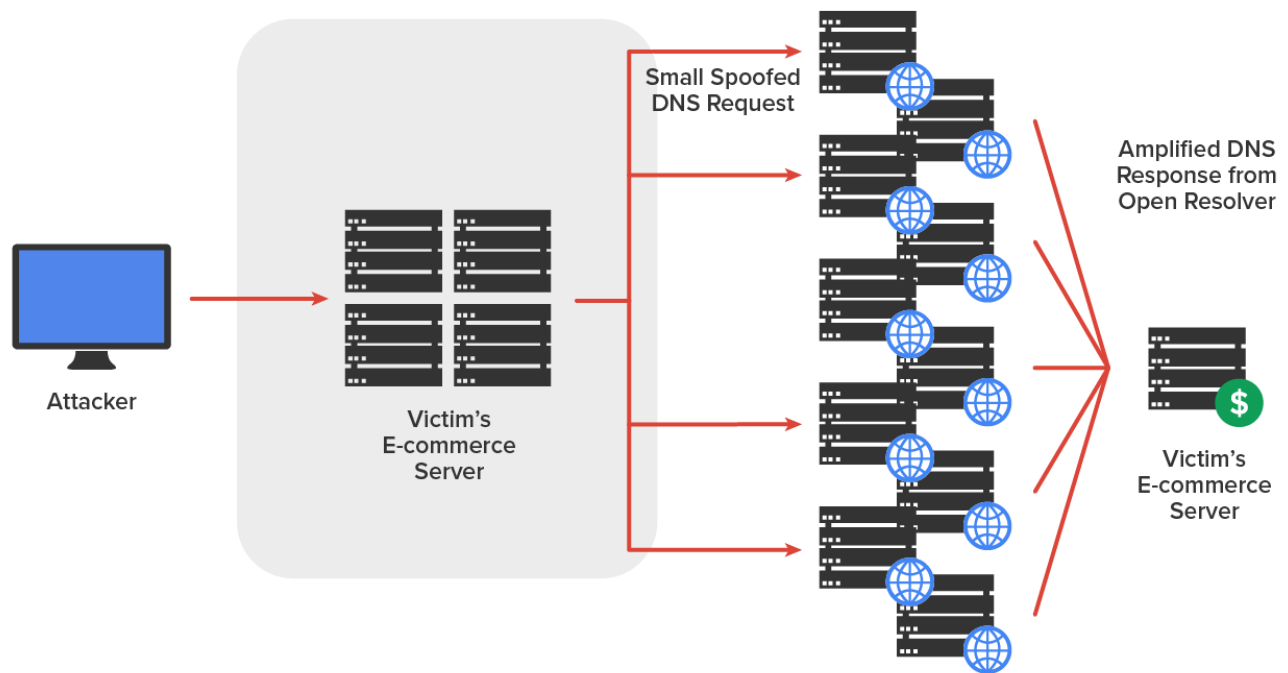 Small Spoofed
DNS Request
Amplified DNS
Response from
Open Resolver
Attacker
Victim’s
E-commerce
Server
$
Victim’s
E-commerce
Server